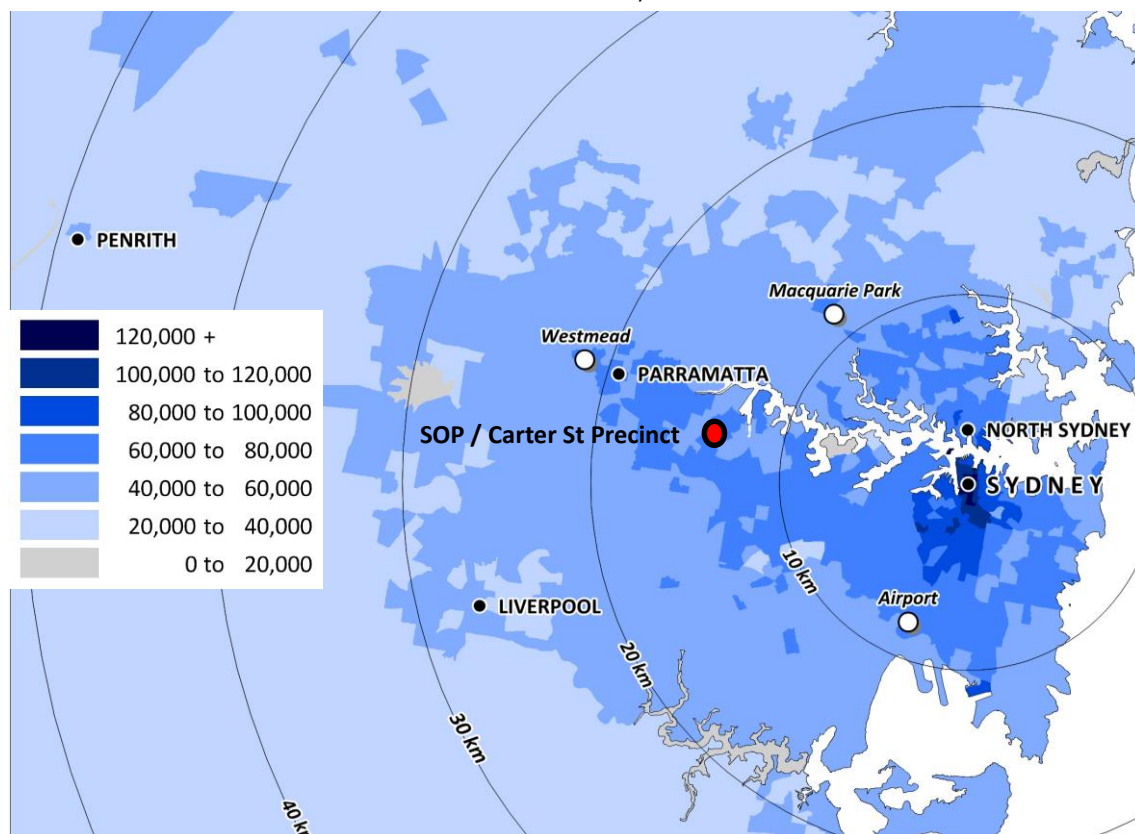 PENRITH
Macquarie Park
120,000 +
100,000 to 120,000
80,000 to 100,000
60,000 to 80,000
40,000 to 60,000
20,000 to 40,000
0 to 20,000
Westmead
PARRAMATTA
SOP / Carter St Precinct
NORTH SYDNEY
SYDNEY
10 km
LIVERPOOL
Airport
20 km
30 km
40 km